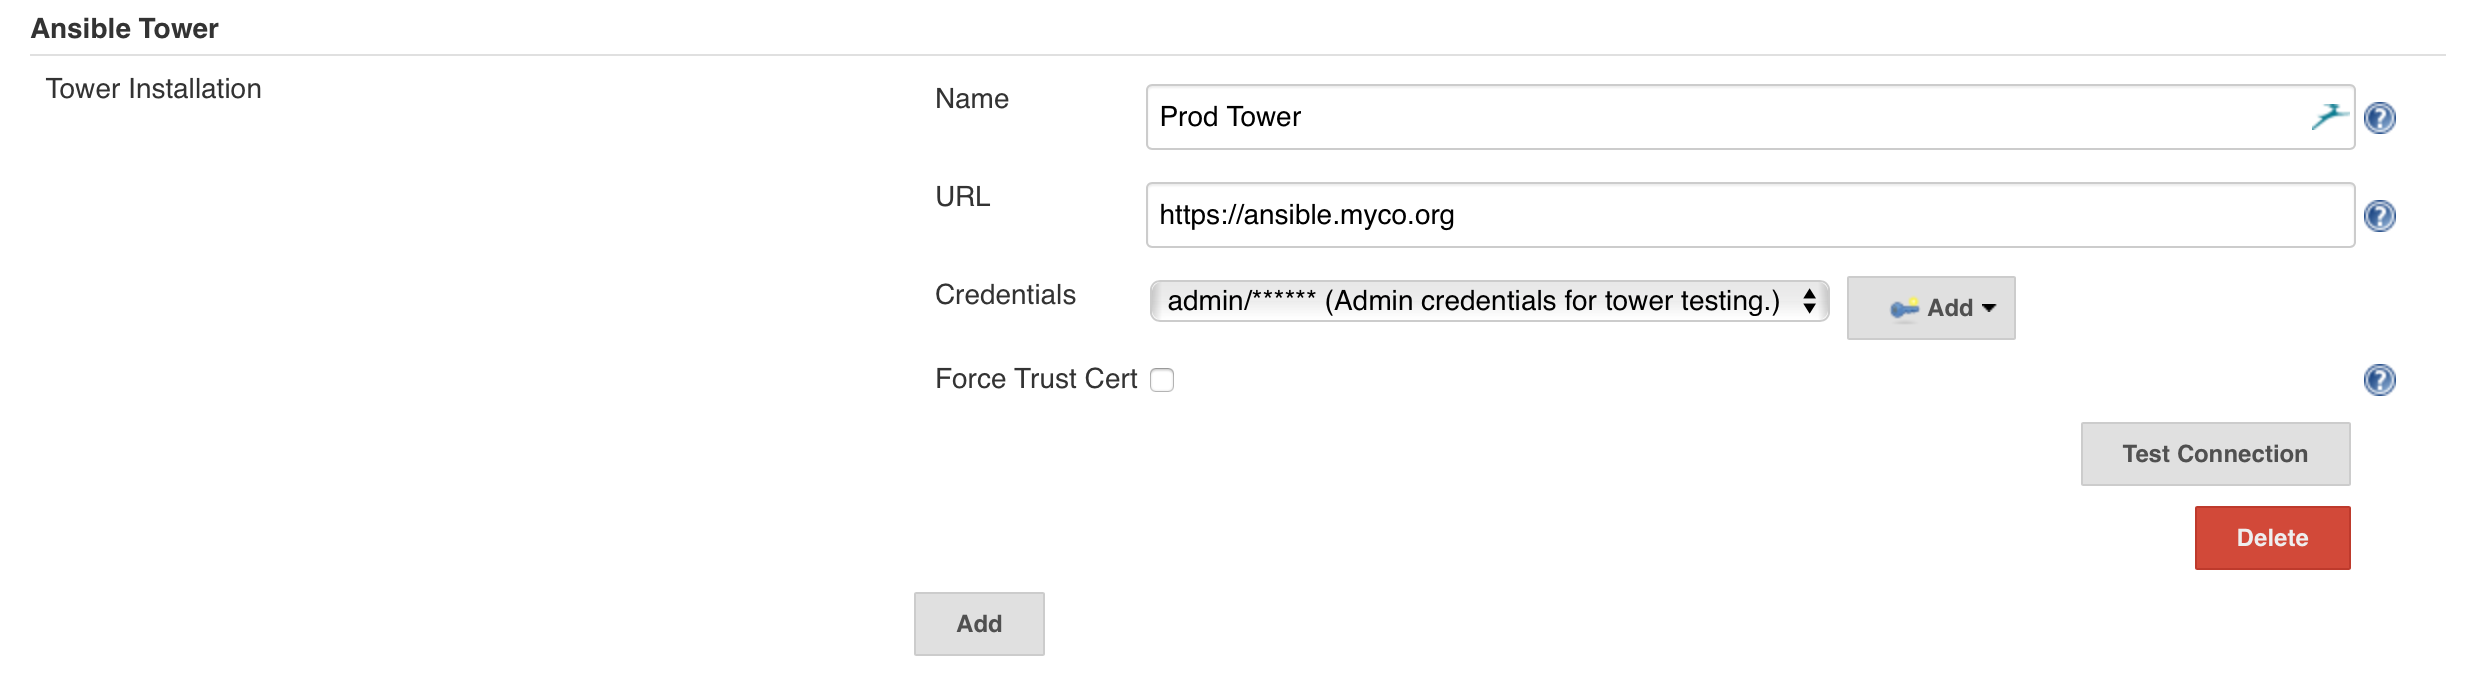 Ansible Tower
Tower Installation
Name
Prod Tower
URL
https://ansible.myco.org
Credentials
admin/****** (Admin credentials for tower testing.)
Add
Force Trust Cert
Test Connection
Delete
Add